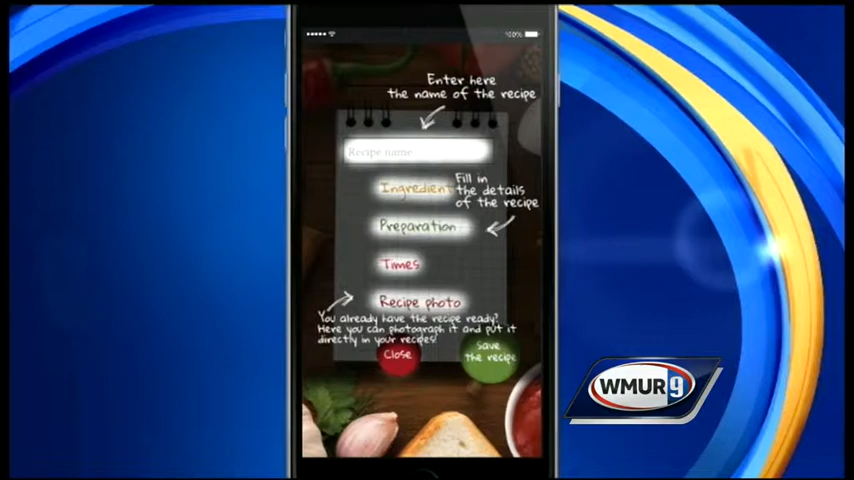 100%
Enter here
the name of the recipe
Recipe name
Ingredient
Fill in
the details
of the recipe
Preparation
Times
Recipe photo
You already have the recipe ready?
Here you can photograph it and put it
directly in your recipes!
Close
Save
the recipe
WMUR 9